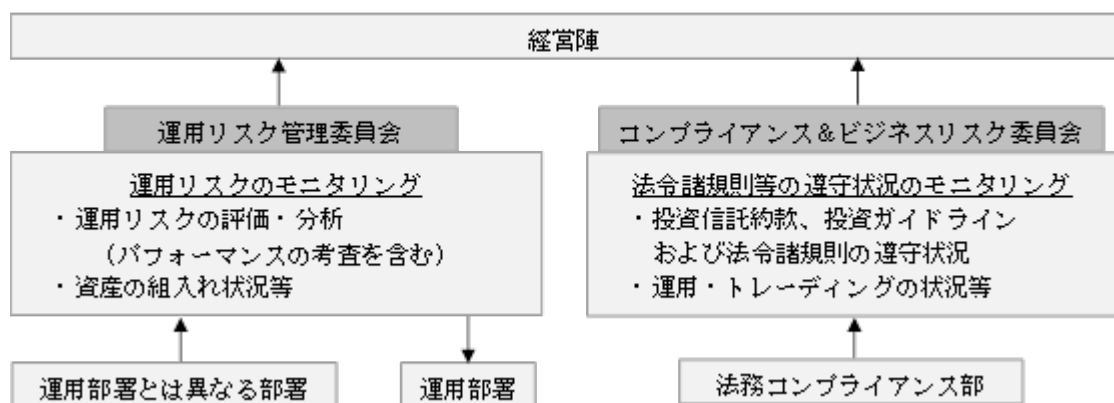 経営陣
運用リスク管理委員会
運用リスクのモニタリング
・運用リスクの評価・分析
（パフォーマンスの考査を含む）
・資産の組入れ状況等
運用部署とは異なる部署
運用部署
コンプライアンス＆ビジネスリスク委員会
法令諸規則等の遵守状況のモニタリング
・投資信託約款、投資ガイドライン
および法令諸規則の遵守状況
・運用・トレーディングの状況等
法務コンプライアンス部